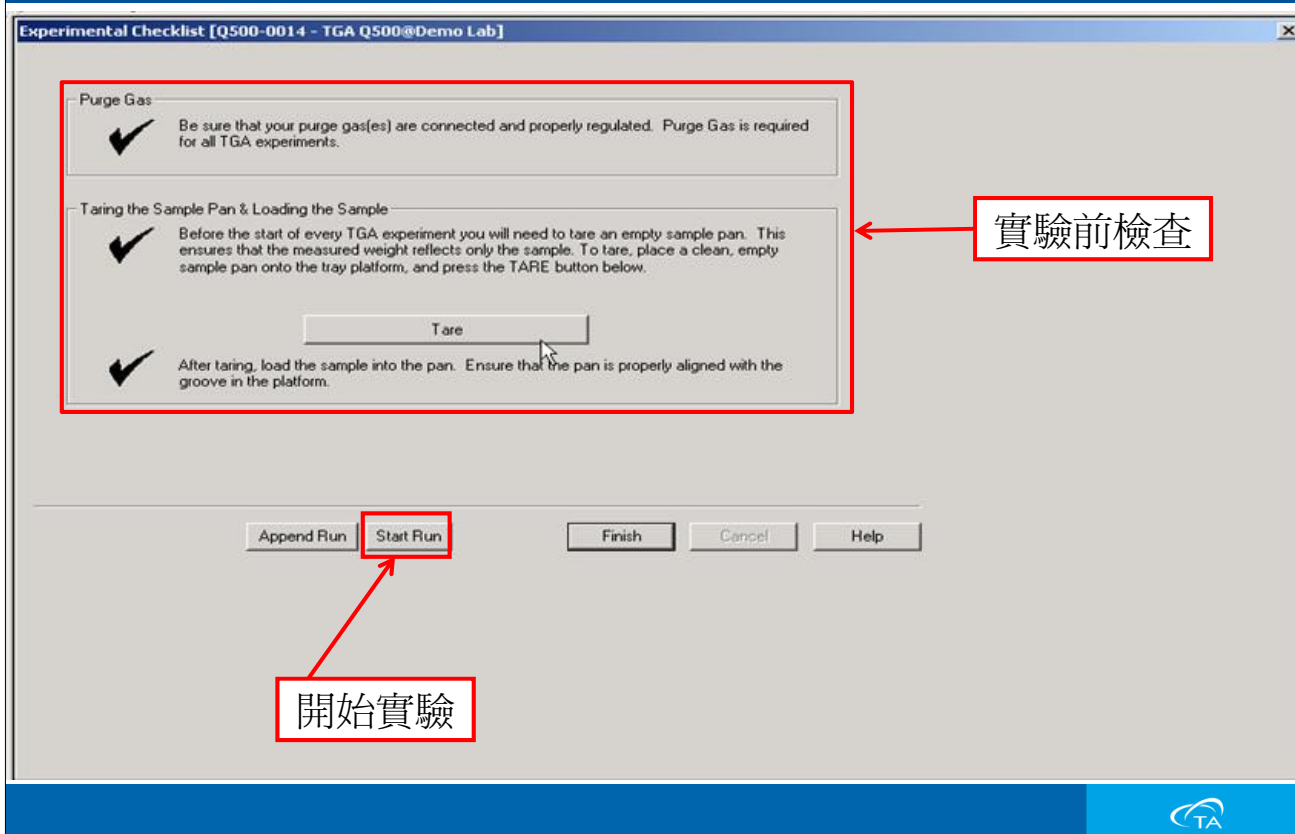 Experimental Checklist [Q500-0014 - TGA Q500@Demo Lab]
Purge Gas
Be sure that your purge gas(es) are connected and properly regulated. Purge Gas is required
for all TGA experiments.
Taring the Sample Pan & Loading the Sample
Before the start of every TGA experiment you will need to tare an empty sample pan. This
ensures that the measured weight reflects only the sample. To tare, place a clean, empty
sample pan onto the tray platform, and press the TARE button below.
實驗前檢查
Tare
After taring, load the sample into the pan. Ensure that the pan is properly aligned with the
groove in the platform.
Append Run Start Run Finish Cancel Help
開始實驗
TA